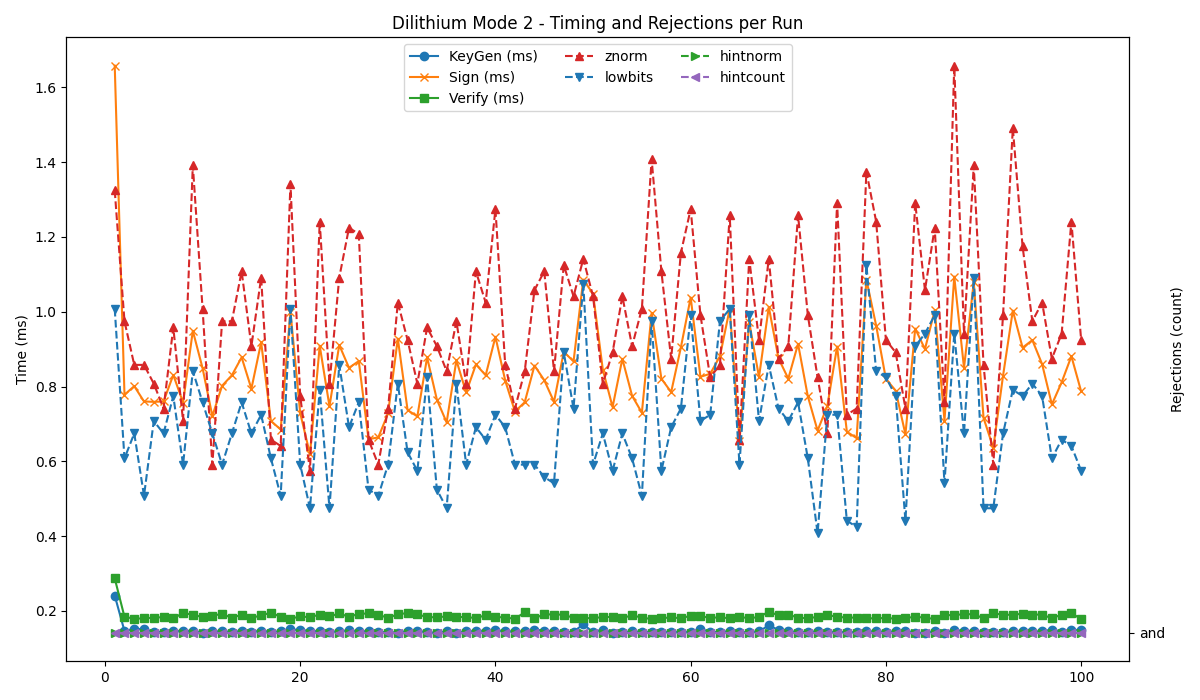 Dilithium Mode 2 - Timing and Rejections per Run
KeyGen (ms)
Sign (ms)
Verify (ms)
znorm
lowbits
hintnorm
hintcount
Time (ms)
1.6
1.4
1.2
1.0
0.8
0.6
0.4
0.2
0
20
40
60
80
100
and
Rejections (count)